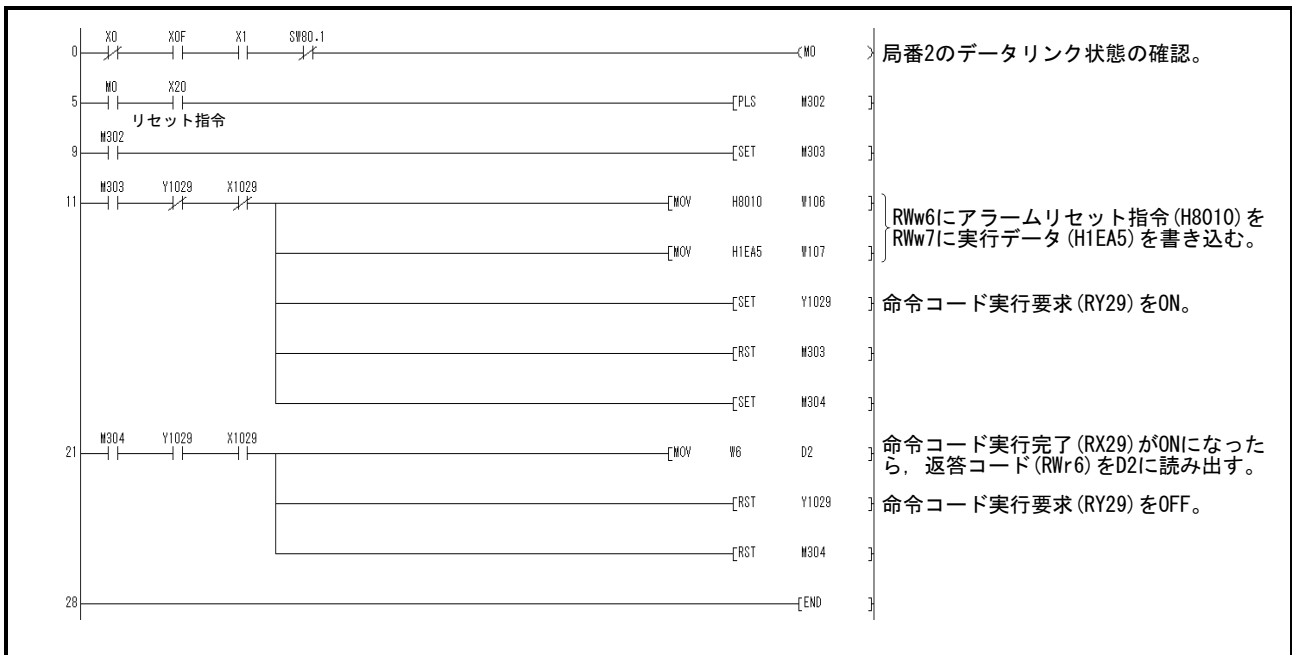 X0 X0F X1 SW80.1
0 (M0 ) 局番2のデータリンク状態の確認。
M0 X20
5 [PLS M302 ]
リセット指令
M302
9 [SET M303 ]
M303 Y1029 X1029
11 [MOV H8010 W106 ]
RWw6にアラームリセット指令(H8010)を
RWw7に実行データ(H1EA5)を書き込む。
[MOV H1EA5 W107 ]
[SET Y1029 ] 命令コード実行要求(RY29)をON。
[RST M303 ]
[SET M304 ]
M304 Y1029 X1029
21 [MOV W6 D2 ] 命令コード実行完了(RX29)がONになった
ら，返答コード(RWr6)をD2に読み出す。
[RST Y1029 ] 命令コード実行要求(RY29)をOFF。
[RST M304 ]
28 [END ]